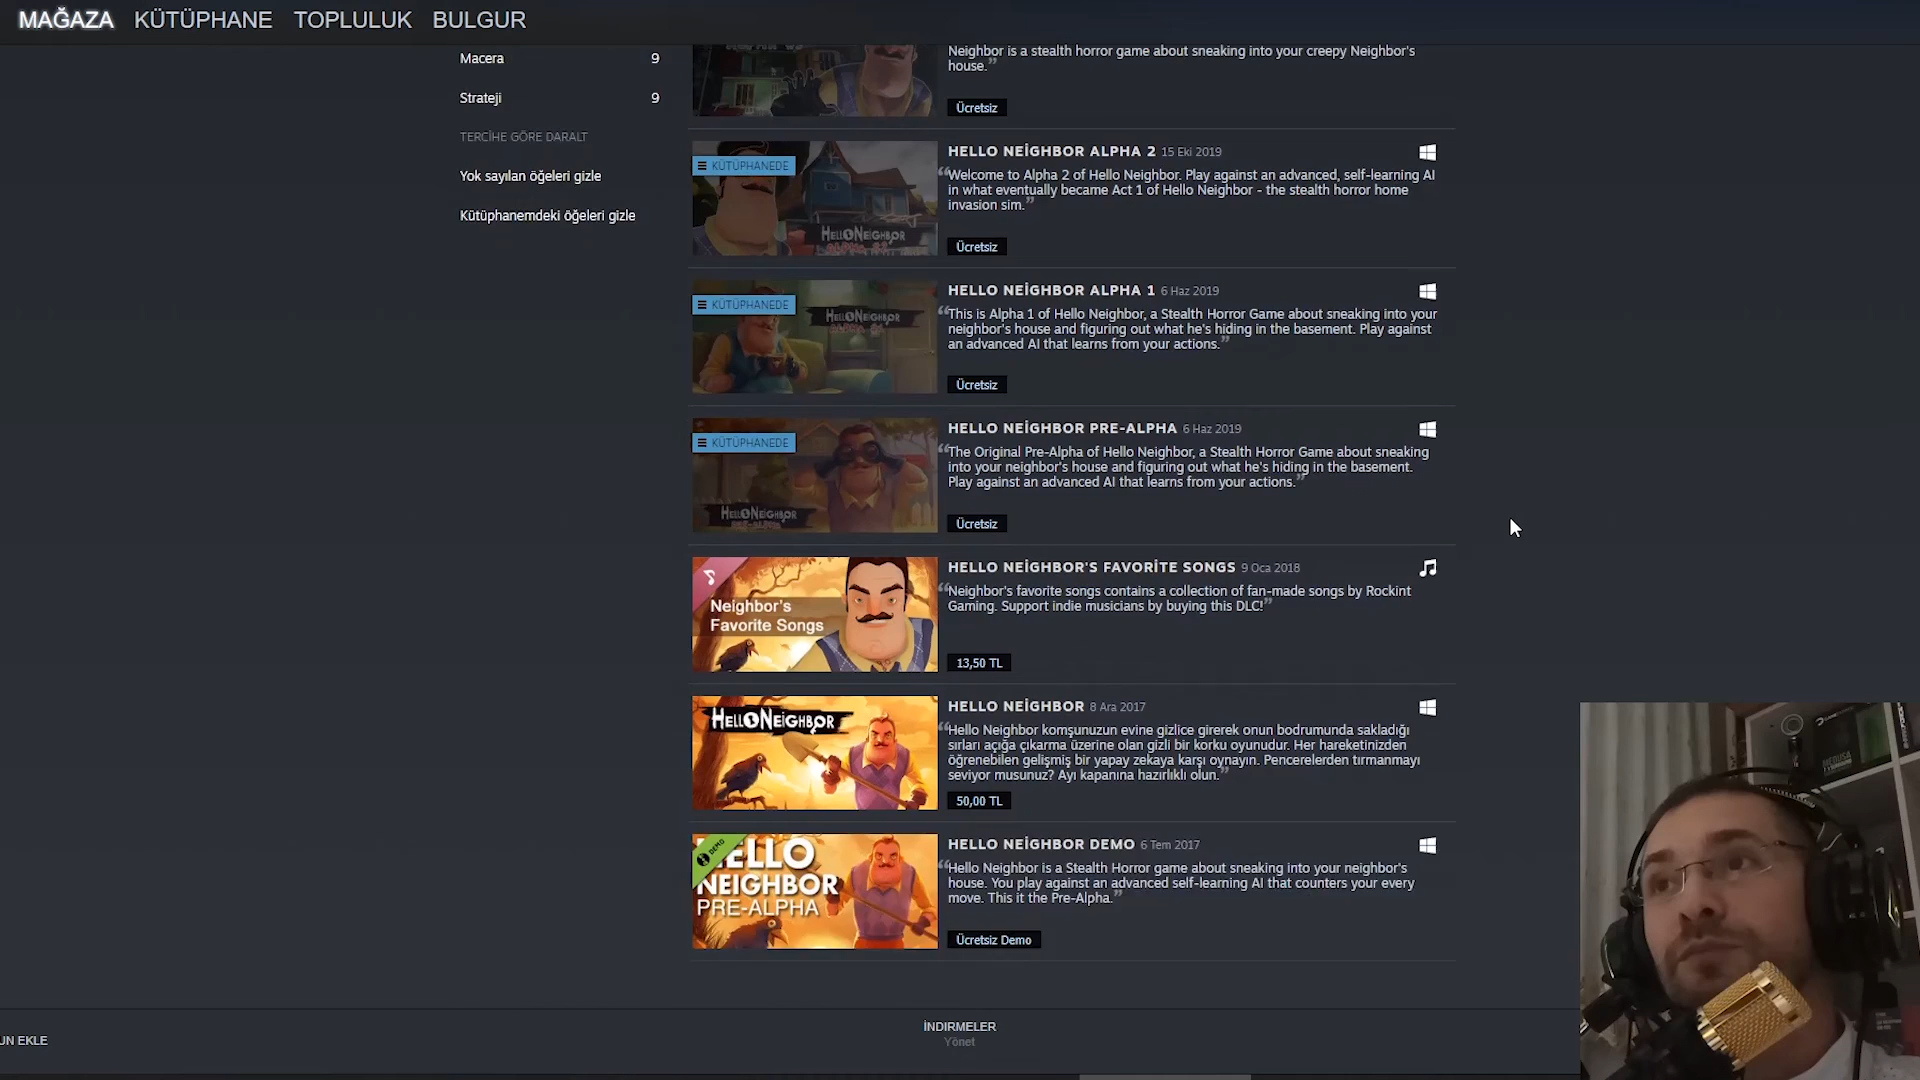 MAĞAZA KÜTÜPHANE TOPLULUK BULGUR
Macera 9
Strateji 9
TERCİHE GÖRE DARALT
Yok sayılan öğeleri gizle
Kütüphanemdeki öğeleri gizle
Neighbor is a stealth horror game about sneaking into your creepy Neighbor's
house.”
Ücretsiz
KÜTÜPHANEDE
HELLO NEIGHBOR
ALPHA #2
HELLO NEİGHBOR ALPHA 2 15 Eki 2019
“Welcome to Alpha 2 of Hello Neighbor. Play against an advanced, self-learning AI
in what eventually became Act 1 of Hello Neighbor - the stealth horror home
invasion sim.”
Ücretsiz
KÜTÜPHANEDE
HELLO NEIGHBOR
ALPHA #1
HELLO NEİGHBOR ALPHA 1 6 Haz 2019
“This is Alpha 1 of Hello Neighbor, a Stealth Horror Game about sneaking into your
neighbor's house and figuring out what he's hiding in the basement. Play against
an advanced AI that learns from your actions.”
Ücretsiz
KÜTÜPHANEDE
HELLO NEIGHBOR
PRE-ALPHA
HELLO NEİGHBOR PRE-ALPHA 6 Haz 2019
“The Original Pre-Alpha of Hello Neighbor, a Stealth Horror Game about sneaking
into your neighbor's house and figuring out what he's hiding in the basement.
Play against an advanced AI that learns from your actions.”
Ücretsiz
Neighbor's
Favorite Songs
HELLO NEİGHBOR'S FAVORİTE SONGS 9 Oca 2018
“Neighbor's favorite songs contains a collection of fan-made songs by Rockint
Gaming. Support indie musicians by buying this DLC!”
13,50 TL
HELLO NEIGHBOR
HELLO NEİGHBOR 8 Ara 2017
“Hello Neighbor komşunuzun evine gizlice girerek onun bodrumunda sakladığı
sırları açığa çıkarma üzerine olan gizli bir korku oyunudur. Her hareketinizden
öğrenebilen gelişmiş bir yapay zekaya karşı oynayın. Pencerelerden tırmanmayı
seviyor musunuz? Ayı kapanına hazırlıklı olun.”
50,00 TL
DEMO
HELLO
NEIGHBOR
PRE-ALPHA
HELLO NEİGHBOR DEMO 6 Tem 2017
“Hello Neighbor is a Stealth Horror game about sneaking into your neighbor's
house. You play against an advanced self-learning AI that counters your every
move. This it the Pre-Alpha.”
Ücretsiz Demo
UN EKLE
İNDİRMELER
Yönet